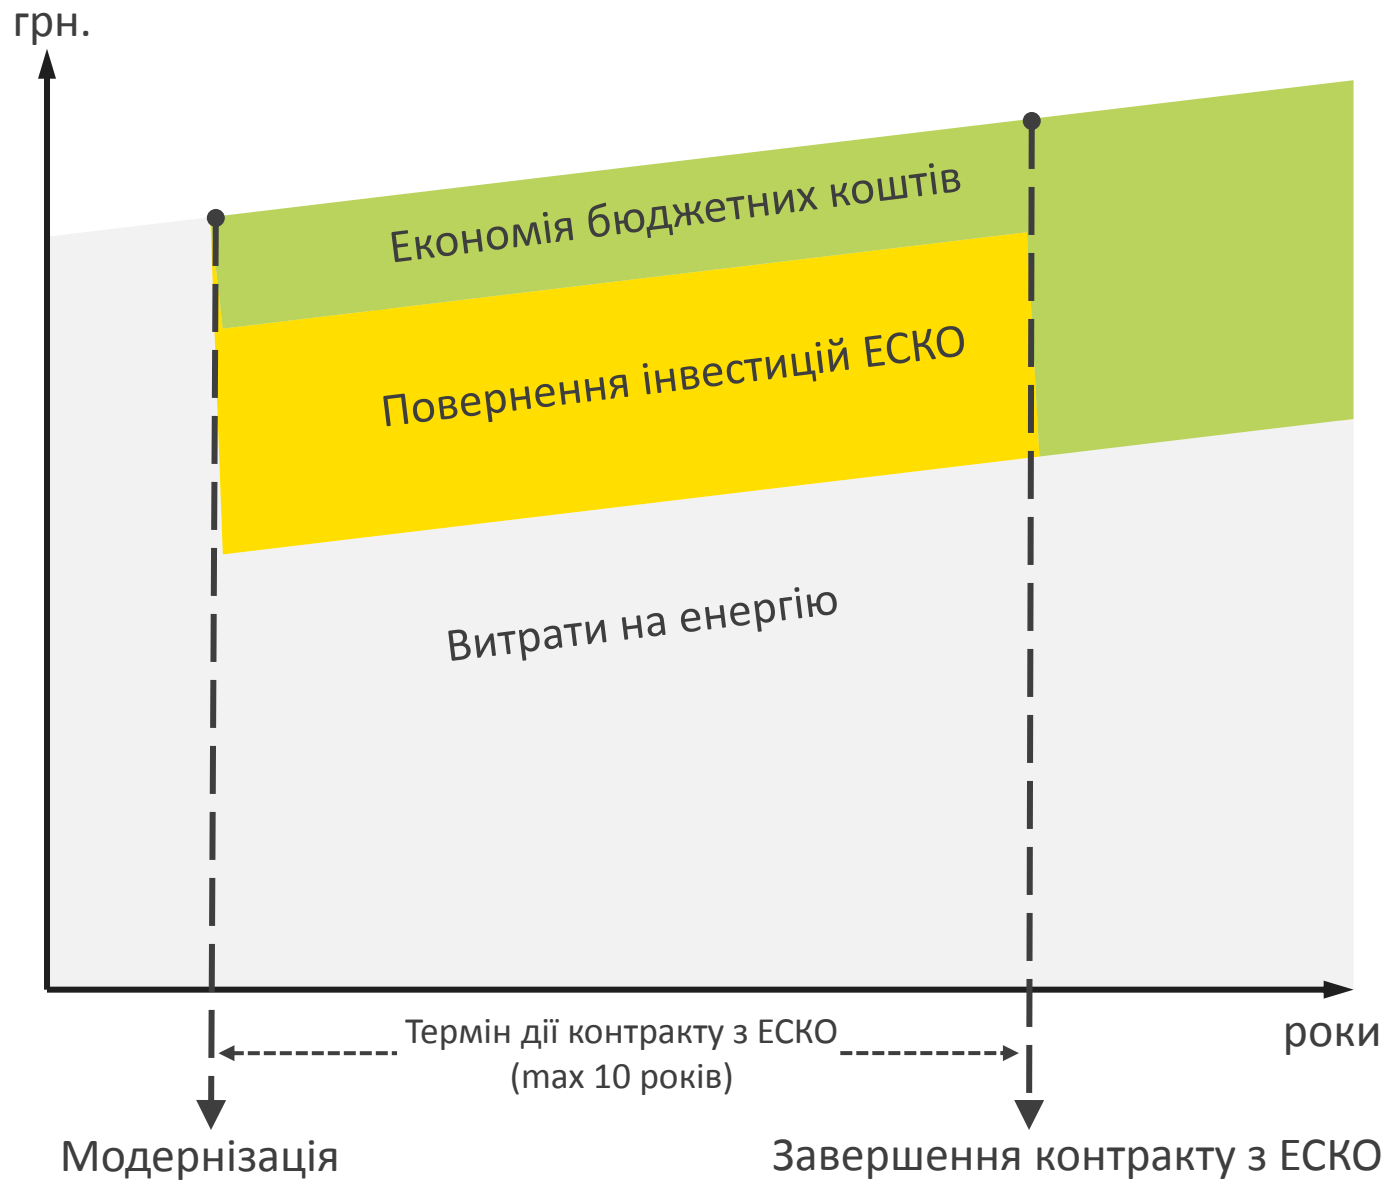 грн.
Економія бюджетних коштів
Повернення інвестицій ЕСКО
Витрати на енергію
роки
Термін дії контракту з ЕСКО
(max 10 років)
Модернізація
Завершення контракту з ЕСКО